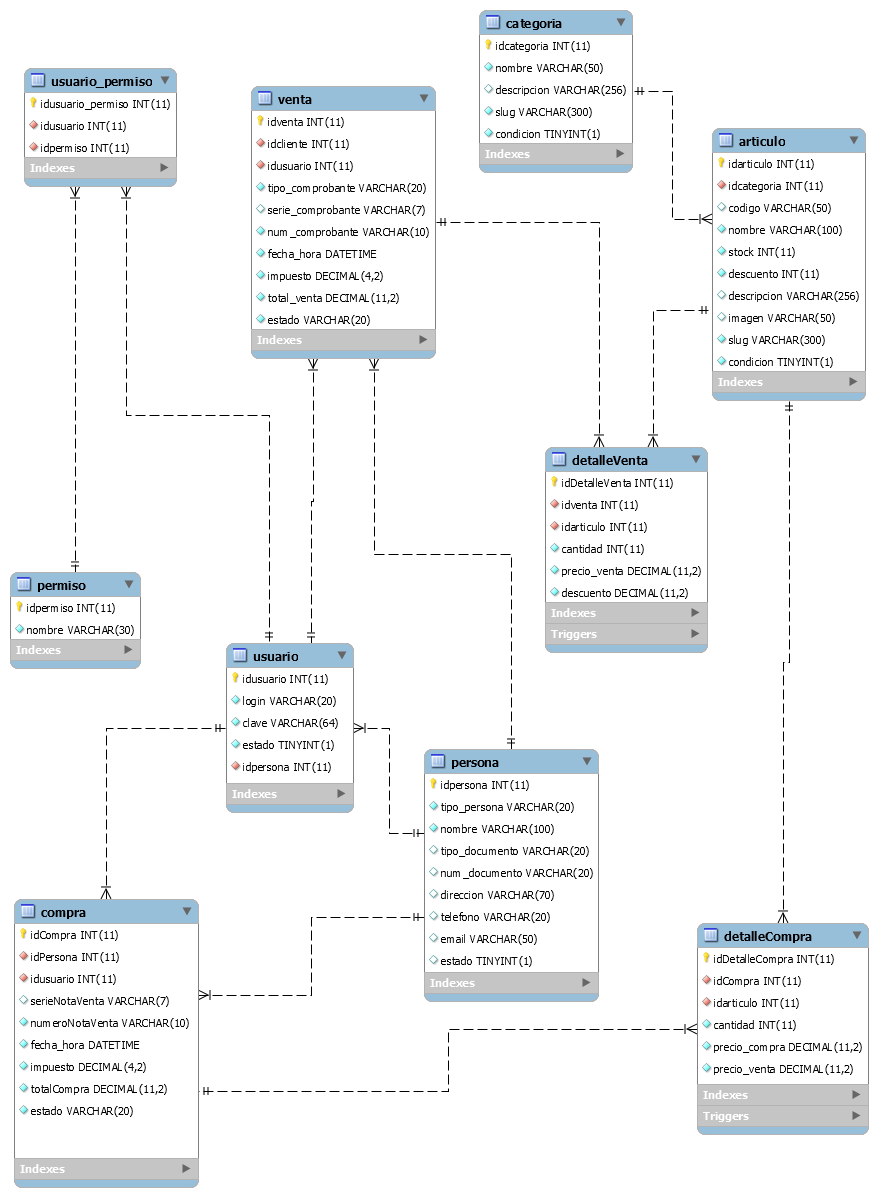 categoria
idcategoria INT(11)
nombre VARCHAR(50)
descripcion VARCHAR(256)
slug VARCHAR(300)
condicion TINYINT(1)
Indexes
usuario_permiso
idusuario_permiso INT(11)
idusuario INT(11)
idpermiso INT(11)
Indexes
venta
idventa INT(11)
idcliente INT(11)
idusuario INT(11)
tipo_comprobante VARCHAR(20)
serie_comprobante VARCHAR(7)
num_comprobante VARCHAR(10)
fecha_hora DATETIME
impuesto DECIMAL(4,2)
total_venta DECIMAL(11,2)
estado VARCHAR(20)
Indexes
articulo
idarticulo INT(11)
idcategoria INT(11)
codigo VARCHAR(50)
nombre VARCHAR(100)
stock INT(11)
descuento INT(11)
descripcion VARCHAR(256)
imagen VARCHAR(50)
slug VARCHAR(300)
condicion TINYINT(1)
Indexes
detalleVenta
idDetalleVenta INT(11)
idventa INT(11)
idarticulo INT(11)
cantidad INT(11)
precio_venta DECIMAL(11,2)
descuento DECIMAL(11,2)
Indexes
Triggers
permiso
idpermiso INT(11)
nombre VARCHAR(30)
Indexes
usuario
idusuario INT(11)
login VARCHAR(20)
clave VARCHAR(64)
estado TINYINT(1)
idpersona INT(11)
Indexes
persona
idpersona INT(11)
tipo_persona VARCHAR(20)
nombre VARCHAR(100)
tipo_documento VARCHAR(20)
num_documento VARCHAR(20)
direccion VARCHAR(70)
telefono VARCHAR(20)
email VARCHAR(50)
estado TINYINT(1)
Indexes
compra
idCompra INT(11)
idPersona INT(11)
idusuario INT(11)
serieNotaVenta VARCHAR(7)
numeroNotaVenta VARCHAR(10)
fecha_hora DATETIME
impuesto DECIMAL(4,2)
totalCompra DECIMAL(11,2)
estado VARCHAR(20)
Indexes
detalleCompra
idDetalleCompra INT(11)
idCompra INT(11)
idarticulo INT(11)
cantidad INT(11)
precio_compra DECIMAL(11,2)
precio_venta DECIMAL(11,2)
Indexes
Triggers